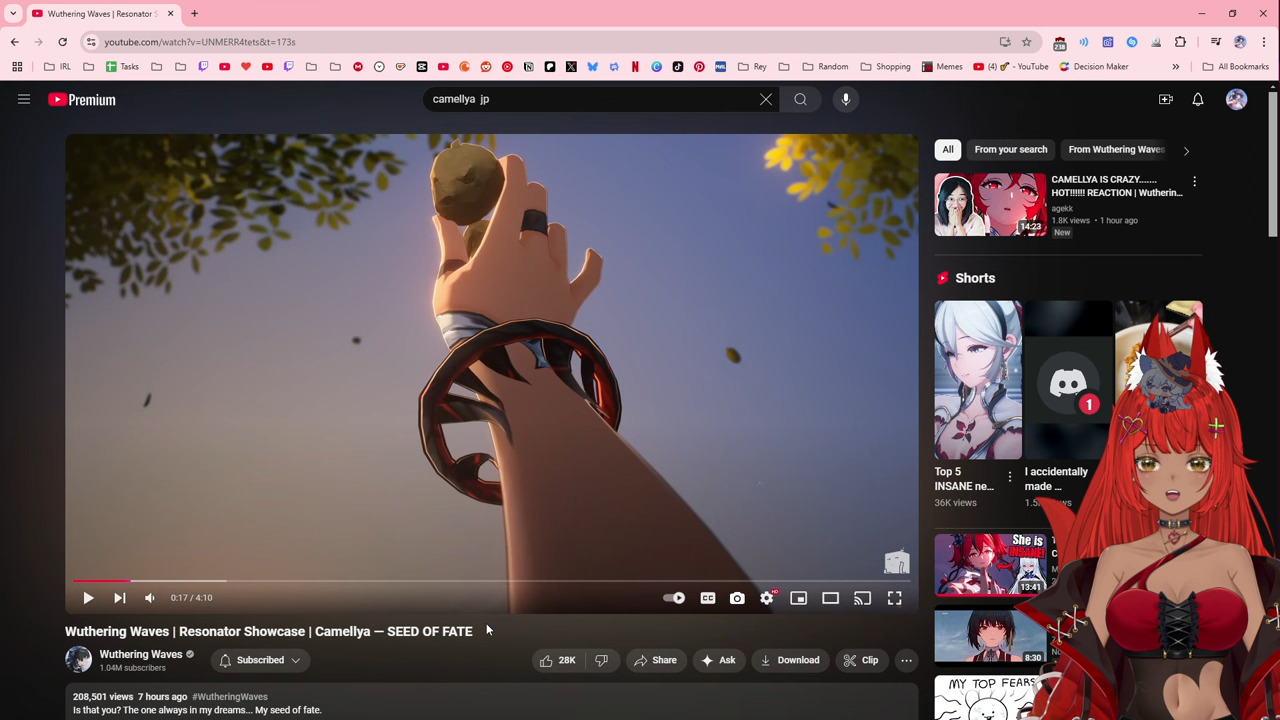 Wuthering Waves | Resonator S
youtube.com/watch?v=UNMERR4tets&t=173s
238
IRL
Tasks
Rey
Random
Shopping
Memes
(4) - YouTube
Decision Maker
All Bookmarks
Premium
camellya jp
All
From your search
From Wuthering Waves
CAMELLYA IS CRAZY.......
HOT!!!!!! REACTION | Wutherin...
agekk
1.8K views • 1 hour ago
New
14:23
Shorts
1
Top 5
INSANE ne...
36K views
I accidentally
made ...
She is
INSANE!
13:41
8:30
MY TOP FEARS
0:17 / 4:10
CC
HD
Wuthering Waves | Resonator Showcase | Camellya — SEED OF FATE
Wuthering Waves
1.04M subscribers
Subscribed
28K
Share
Ask
Download
Clip
208,501 views 7 hours ago #WutheringWaves
Is that you? The one always in my dreams... My seed of fate.